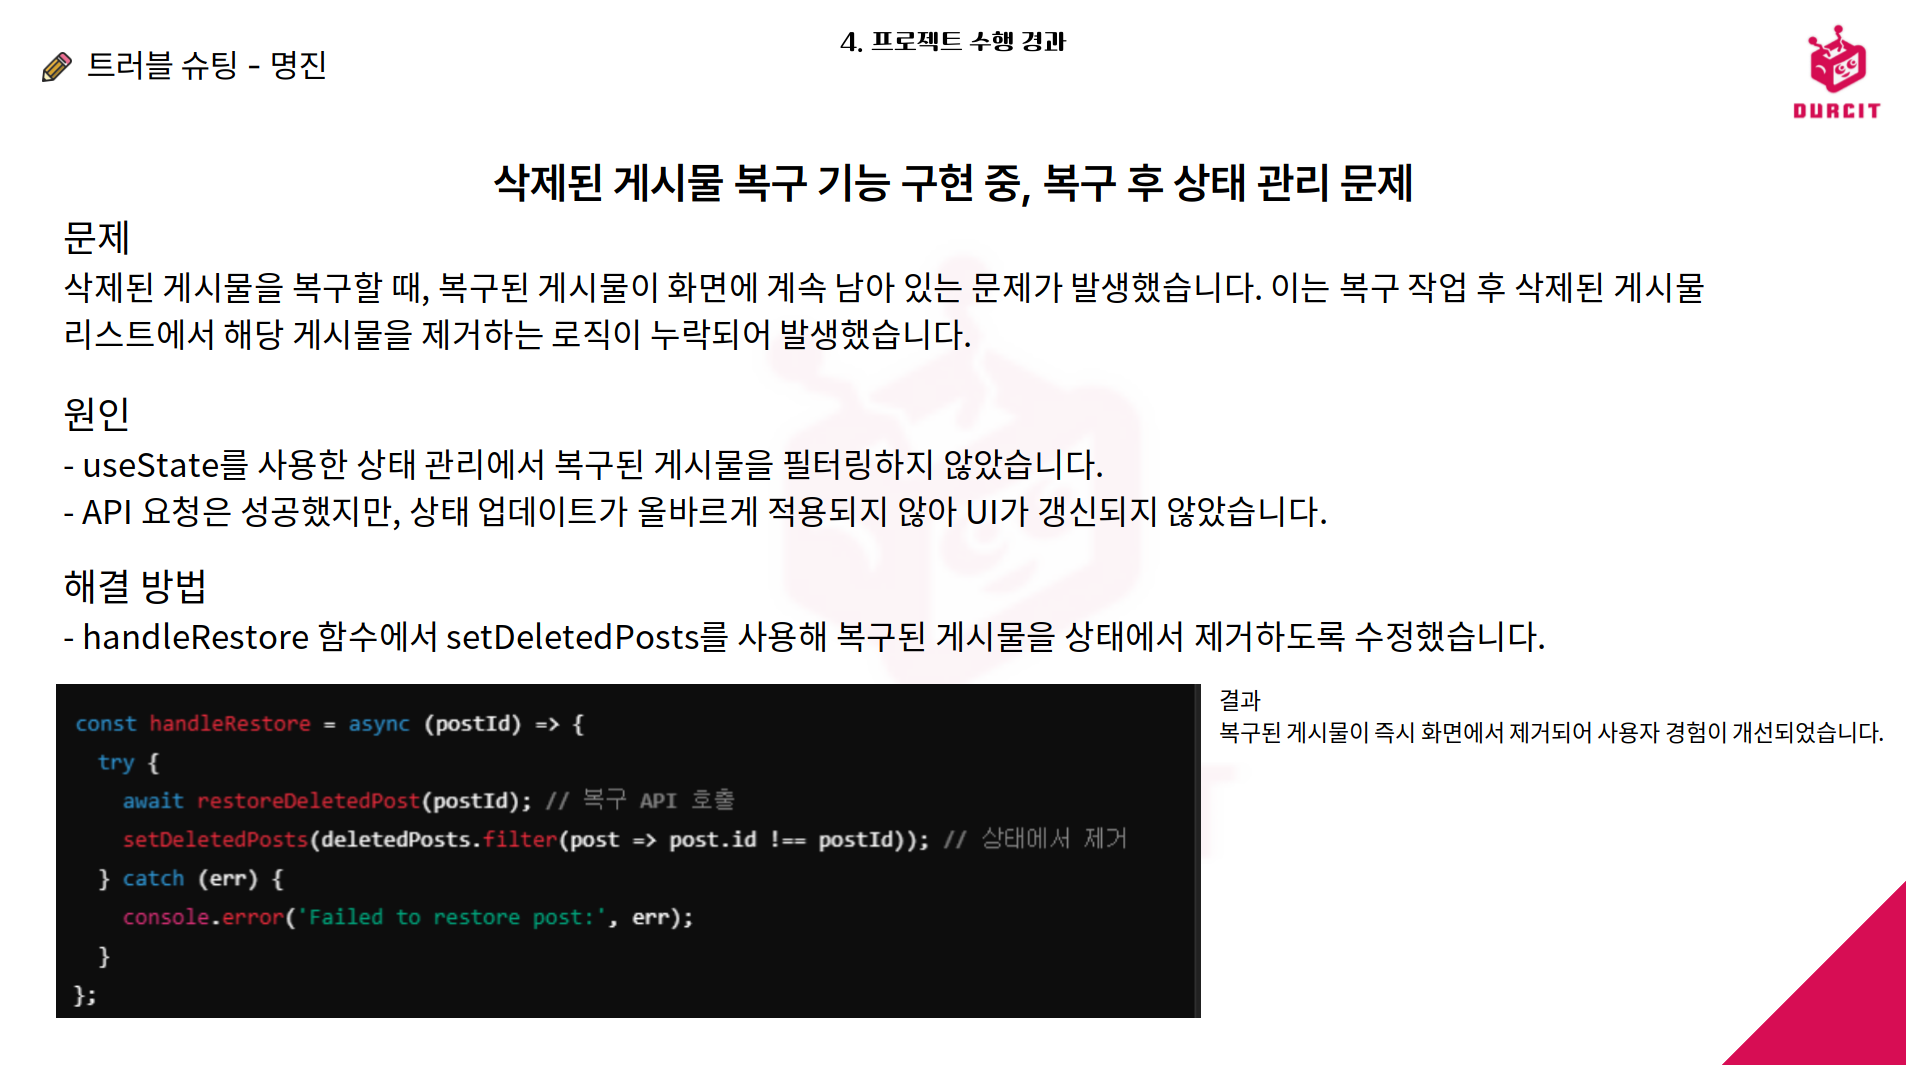 4. 프로젝트 수행 경과
트러블 슈팅 - 명진
DURCIT
삭제된 게시물 복구 기능 구현 중, 복구 후 상태 관리 문제
문제
삭제된 게시물을 복구할 때, 복구된 게시물이 화면에 계속 남아 있는 문제가 발생했습니다. 이는 복구 작업 후 삭제된 게시물
리스트에서 해당 게시물을 제거하는 로직이 누락되어 발생했습니다.
원인
- useState를 사용한 상태 관리에서 복구된 게시물을 필터링하지 않았습니다.
- API 요청은 성공했지만, 상태 업데이트가 올바르게 적용되지 않아 UI가 갱신되지 않았습니다.
해결 방법
- handleRestore 함수에서 setDeletedPosts를 사용해 복구된 게시물을 상태에서 제거하도록 수정했습니다.
const handleRestore = async (postId) => {
  try {
    await restoreDeletedPost(postId); // 복구 API 호출
    setDeletedPosts(deletedPosts.filter(post => post.id !== postId)); // 상태에서 제거
  } catch (err) {
    console.error('Failed to restore post:', err);
  }
};
결과
복구된 게시물이 즉시 화면에서 제거되어 사용자 경험이 개선되었습니다.